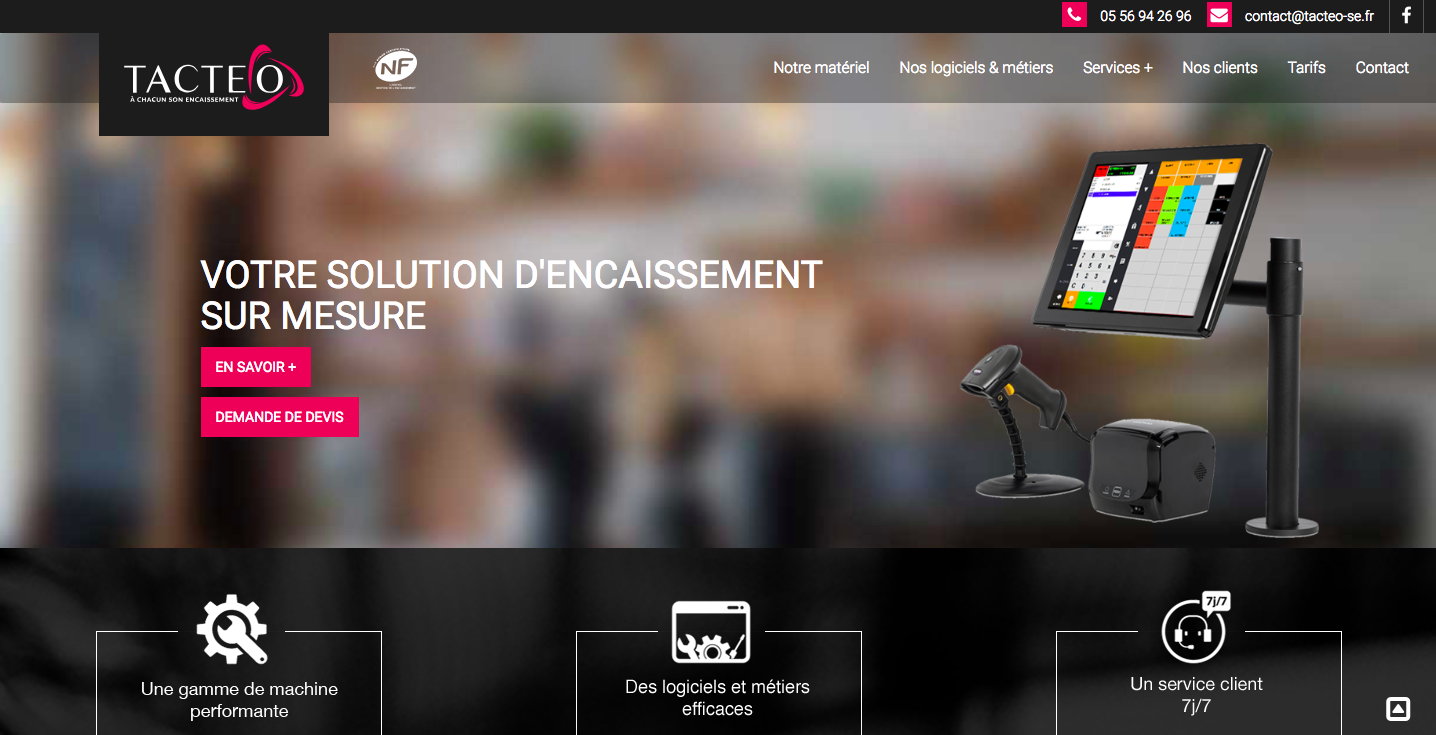 05 56 94 26 96
contact@tacteo-se.fr
TACTEO
À CHACUN SON ENCAISSEMENT
NF
Notre matériel
Nos logiciels & métiers
Services +
Nos clients
Tarifs
Contact
VOTRE SOLUTION D'ENCAISSEMENT
SUR MESURE
EN SAVOIR +
DEMANDE DE DEVIS
7j/7
Une gamme de machine
performante
Des logiciels et métiers
efficaces
Un service client
7j/7